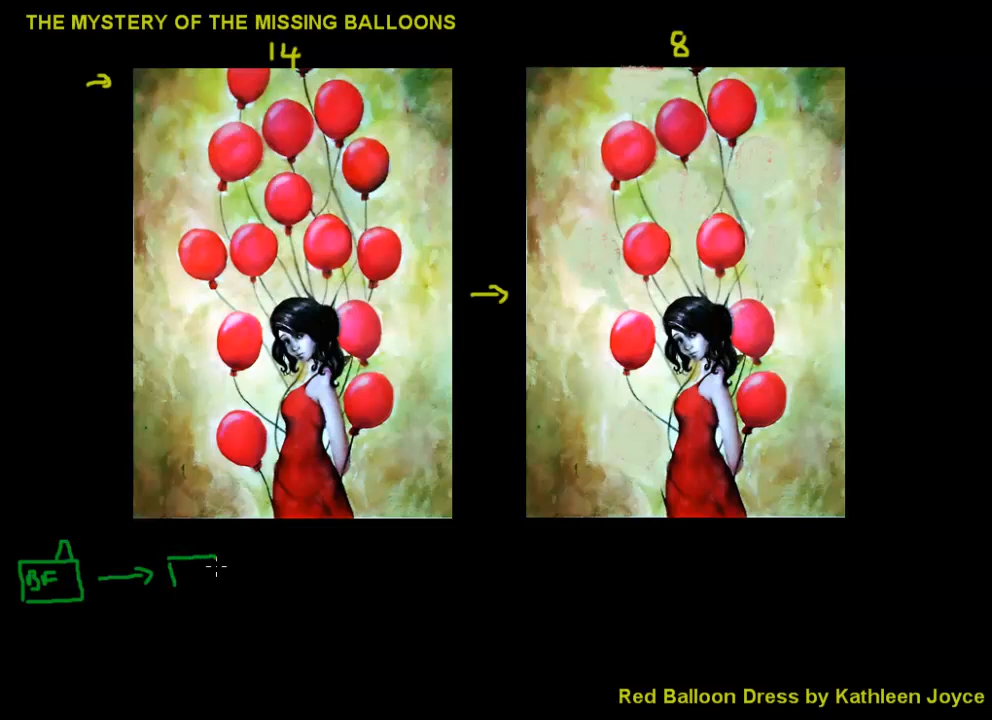 THE MYSTERY OF THE MISSING BALLOONS
14
8
BF
Red Balloon Dress by Kathleen Joyce